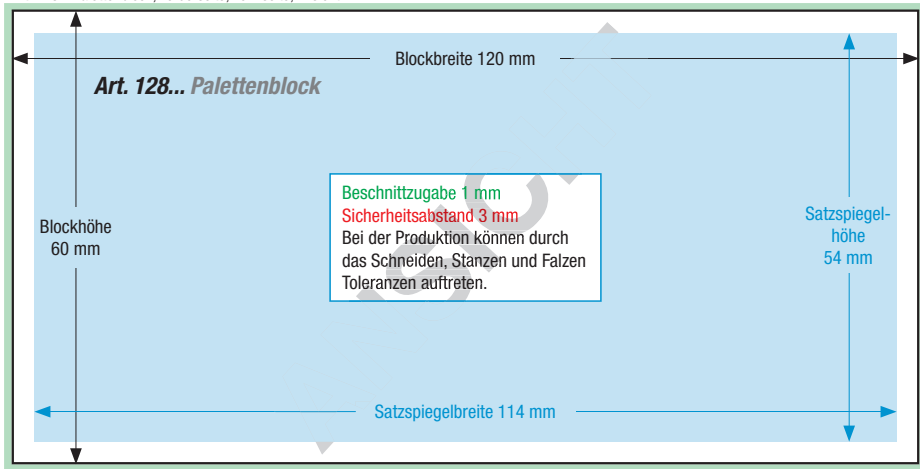 Blockbreite 120 mm
Art. 128... Palettenblock
Beschnittzugabe 1 mm
Sicherheitsabstand 3 mm
Bei der Produktion können durch
das Schneiden, Stanzen und Falzen
Toleranzen auftreten.
Blockhöhe
60 mm
Satzspiegel-
höhe
54 mm
Satzspiegelbreite 114 mm